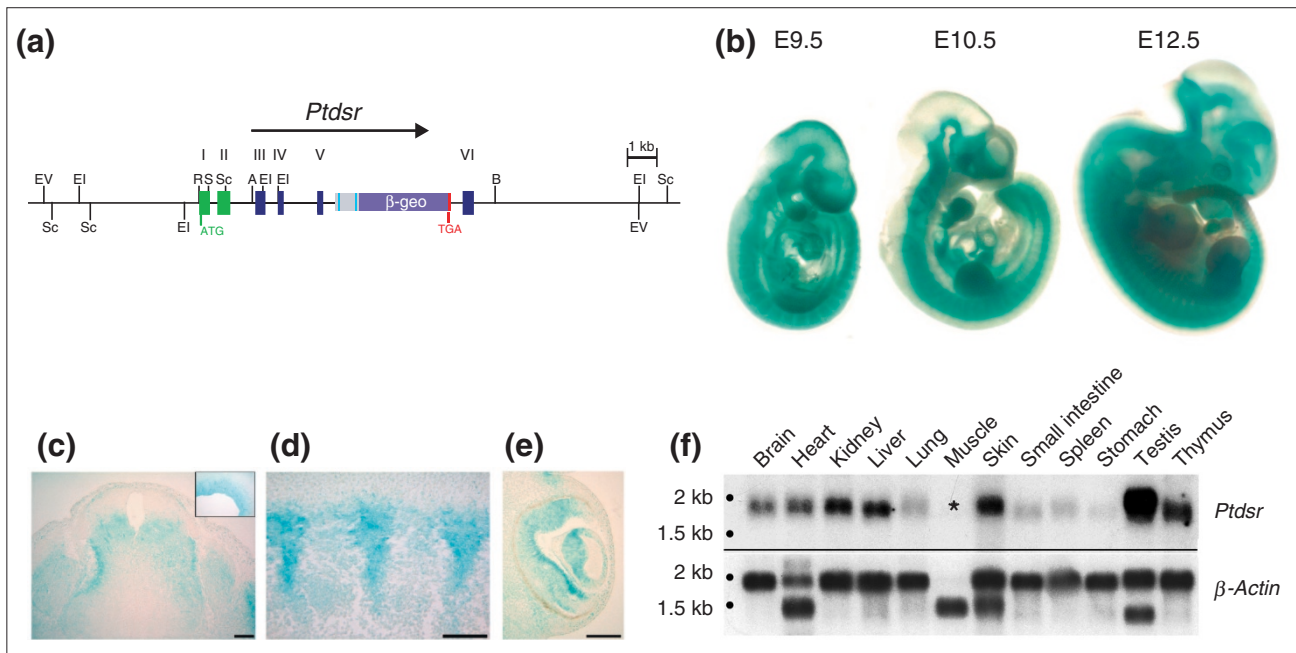 (a)
Ptdsr
1 kb
I II III IV V VI
EV EI R S Sc A EI EI B EI Sc
β-geo
Sc Sc EI ATG TGA EV
(b)
E9.5 E10.5 E12.5
(c)
(d)
(e)
(f)
Brain Heart Kidney Liver Lung Muscle Skin Small intestine Spleen Stomach Testis Thymus
2 kb
* Ptdsr
1.5 kb
2 kb
β-Actin
1.5 kb